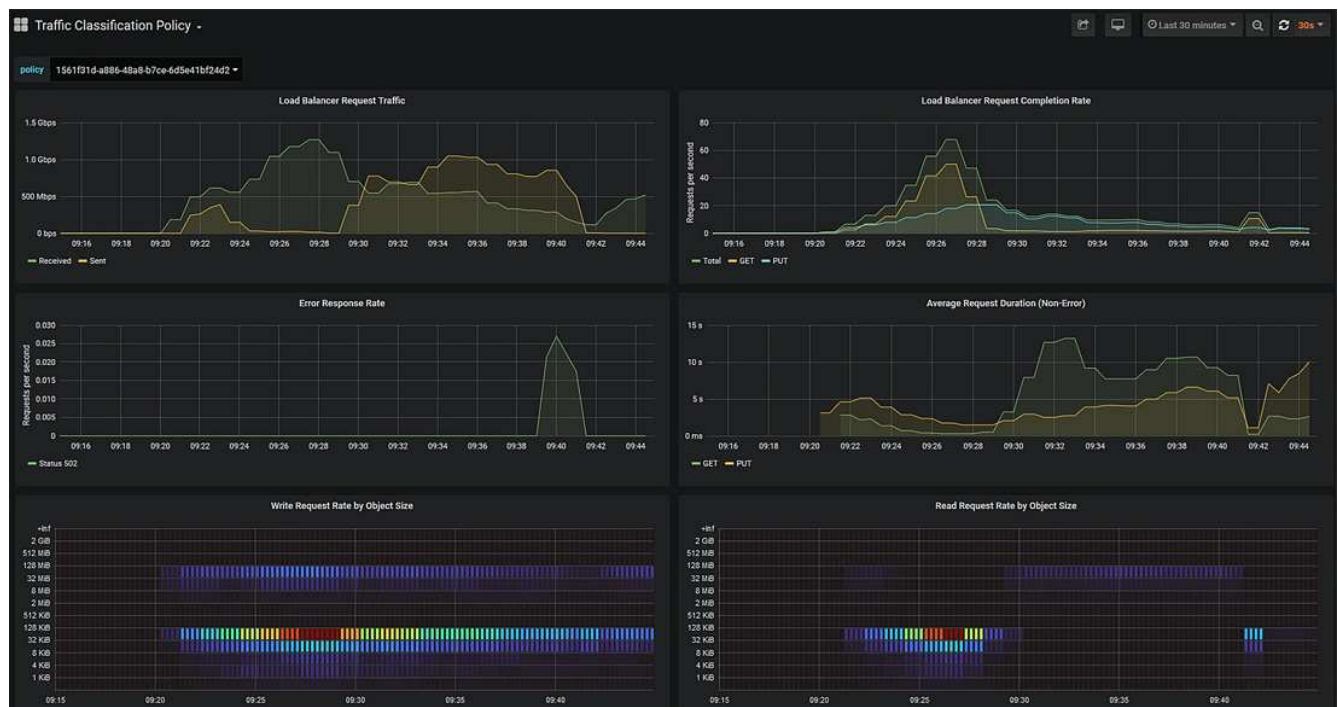 Traffic Classification Policy
Last 30 minutes 30s
policy 1561f31d-a886-48a8-b7ce-6d5e41bf24d2
Load Balancer Request Traffic
1.5 Gbps
1.0 Gbps
500 Mbps
0 bps
09:16 09:18 09:20 09:22 09:24 09:26 09:28 09:30 09:32 09:34 09:36 09:38 09:40 09:42 09:44
Received Sent
Load Balancer Request Completion Rate
Requests per second
80
60
40
20
0
09:16 09:18 09:20 09:22 09:24 09:26 09:28 09:30 09:32 09:34 09:36 09:38 09:40 09:42 09:44
Total GET PUT
Error Response Rate
Requests per second
0.030
0.025
0.020
0.015
0.010
0.005
0
09:16 09:18 09:20 09:22 09:24 09:26 09:28 09:30 09:32 09:34 09:36 09:38 09:40 09:42 09:44
Status 502
Average Request Duration (Non-Error)
15 s
10 s
5 s
0 ms
09:16 09:18 09:20 09:22 09:24 09:26 09:28 09:30 09:32 09:34 09:36 09:38 09:40 09:42 09:44
GET PUT
Write Request Rate by Object Size
+Inf
2 GiB
512 MiB
128 MiB
32 MiB
8 MiB
2 MiB
512 KiB
128 KiB
32 KiB
8 KiB
4 KiB
1 KiB
09:15 09:20 09:25 09:30 09:35 09:40
Read Request Rate by Object Size
+Inf
2 GiB
512 MiB
128 MiB
32 MiB
8 MiB
2 MiB
512 KiB
128 KiB
32 KiB
8 KiB
4 KiB
1 KiB
09:15 09:20 09:25 09:30 09:35 09:40